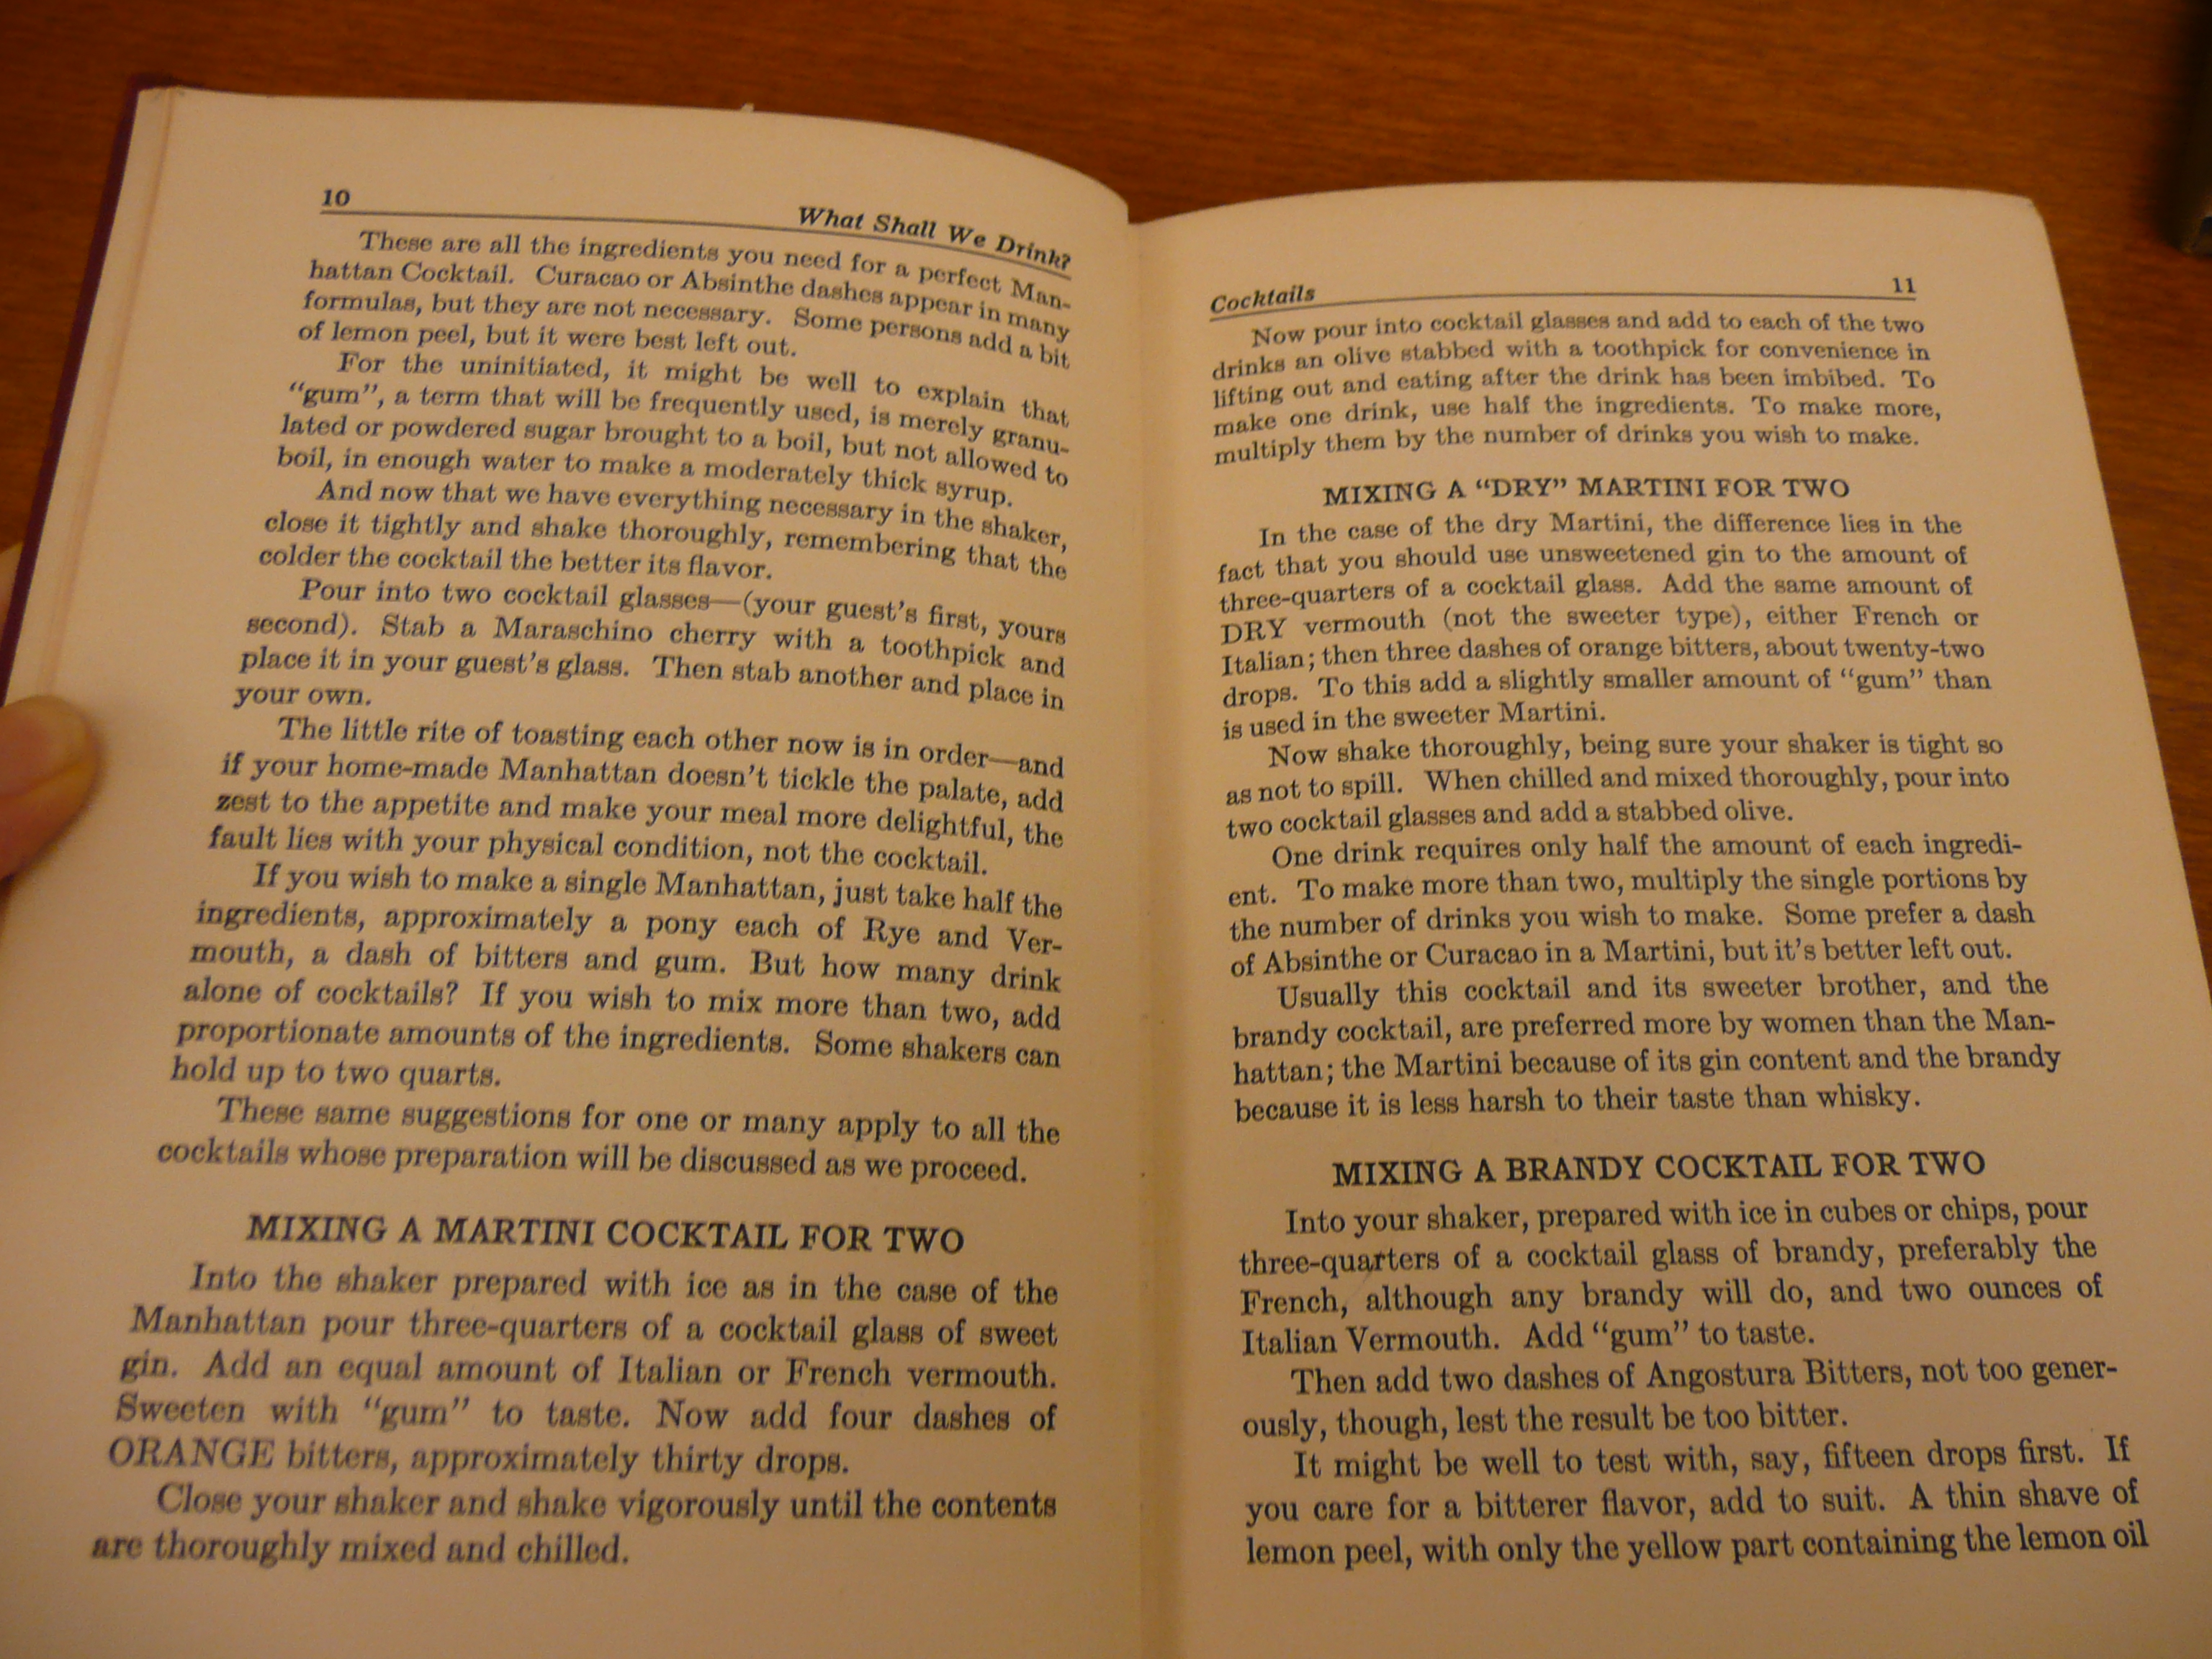 10
What Shall We Drink?
These are all the ingredients you need for a perfect Man-
hattan Cocktail. Curacao or Absinthe dashes appear in many
formulas, but they are not necessary. Some persons add a bit
of lemon peel, but it were best left out.
For the uninitiated, it might be well to explain that
“gum”, a term that will be frequently used, is merely granu-
lated or powdered sugar brought to a boil, but not allowed to
boil, in enough water to make a moderately thick syrup.
And now that we have everything necessary in the shaker,
close it tightly and shake thoroughly, remembering that the
colder the cocktail the better its flavor.
Pour into two cocktail glasses—(your guest's first, yours
second). Stab a Maraschino cherry with a toothpick and
place it in your guest's glass. Then stab another and place in
your own.
The little rite of toasting each other now is in order—and
if your home-made Manhattan doesn't tickle the palate, add
zest to the appetite and make your meal more delightful, the
fault lies with your physical condition, not the cocktail.
If you wish to make a single Manhattan, just take half the
ingredients, approximately a pony each of Rye and Ver-
mouth, a dash of bitters and gum. But how many drink
alone of cocktails? If you wish to mix more than two, add
proportionate amounts of the ingredients. Some shakers can
hold up to two quarts.
These same suggestions for one or many apply to all the
cocktails whose preparation will be discussed as we proceed.
MIXING A MARTINI COCKTAIL FOR TWO
Into the shaker prepared with ice as in the case of the
Manhattan pour three-quarters of a cocktail glass of sweet
gin. Add an equal amount of Italian or French vermouth.
Sweeten with “gum” to taste. Now add four dashes of
ORANGE bitters, approximately thirty drops.
Close your shaker and shake vigorously until the contents
are thoroughly mixed and chilled.
Cocktails
11
Now pour into cocktail glasses and add to each of the two
drinks an olive stabbed with a toothpick for convenience in
lifting out and eating after the drink has been imbibed. To
make one drink, use half the ingredients. To make more,
multiply them by the number of drinks you wish to make.
MIXING A “DRY” MARTINI FOR TWO
In the case of the dry Martini, the difference lies in the
fact that you should use unsweetened gin to the amount of
three-quarters of a cocktail glass. Add the same amount of
DRY vermouth (not the sweeter type), either French or
Italian; then three dashes of orange bitters, about twenty-two
drops. To this add a slightly smaller amount of “gum” than
is used in the sweeter Martini.
Now shake thoroughly, being sure your shaker is tight so
as not to spill. When chilled and mixed thoroughly, pour into
two cocktail glasses and add a stabbed olive.
One drink requires only half the amount of each ingredi-
ent. To make more than two, multiply the single portions by
the number of drinks you wish to make. Some prefer a dash
of Absinthe or Curacao in a Martini, but it's better left out.
Usually this cocktail and its sweeter brother, and the
brandy cocktail, are preferred more by women than the Man-
hattan; the Martini because of its gin content and the brandy
because it is less harsh to their taste than whisky.
MIXING A BRANDY COCKTAIL FOR TWO
Into your shaker, prepared with ice in cubes or chips, pour
three-quarters of a cocktail glass of brandy, preferably the
French, although any brandy will do, and two ounces of
Italian Vermouth. Add “gum” to taste.
Then add two dashes of Angostura Bitters, not too gener-
ously, though, lest the result be too bitter.
It might be well to test with, say, fifteen drops first. If
you care for a bitterer flavor, add to suit. A thin shave of
lemon peel, with only the yellow part containing the lemon oil